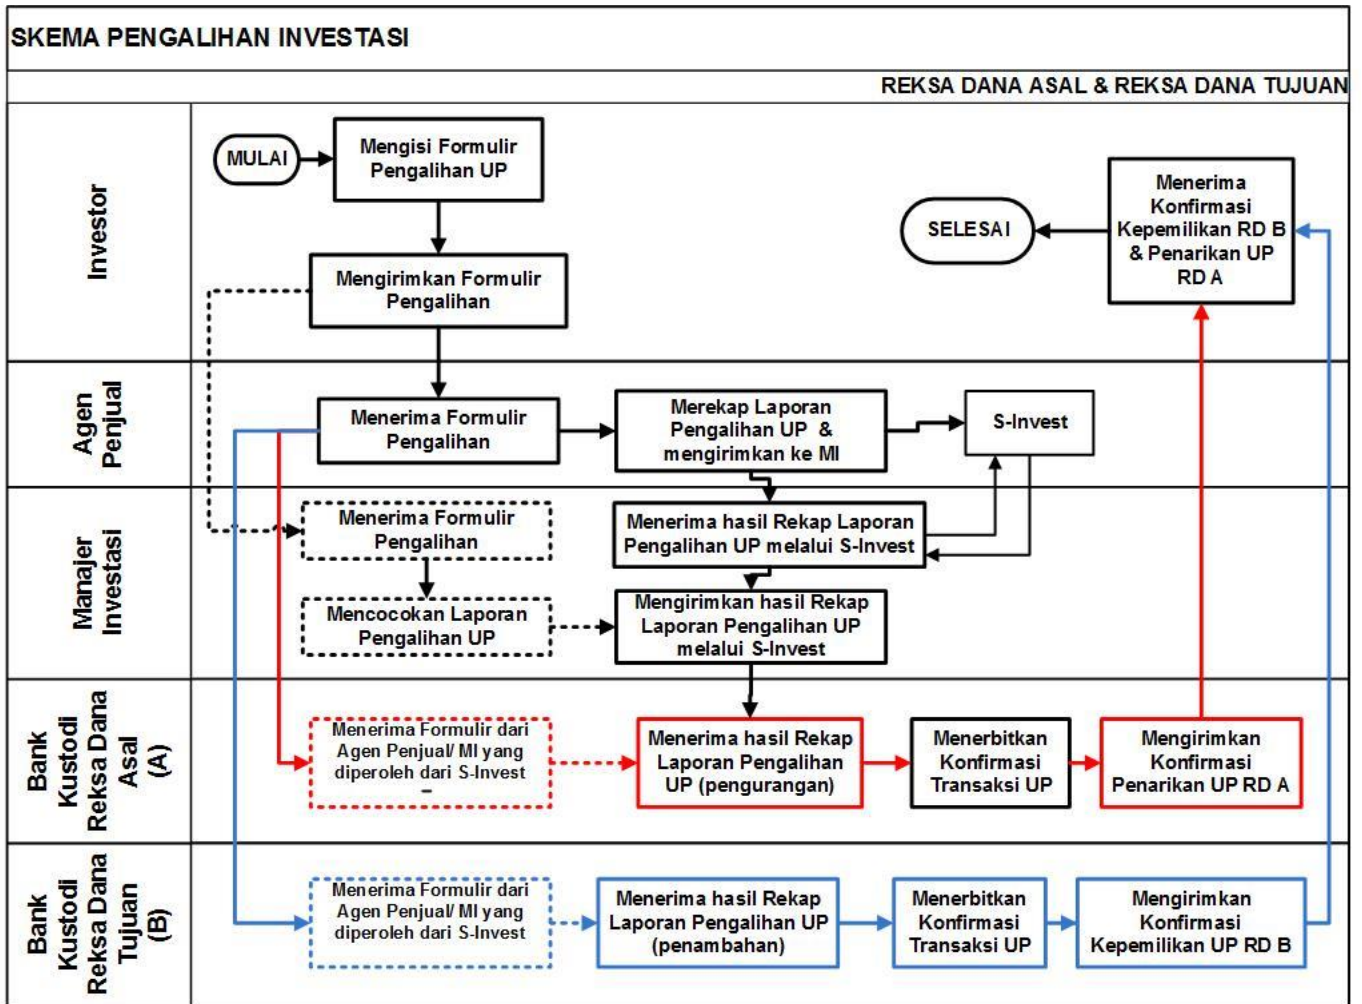 SKEMA PENGALIHAN INVESTASI
REKSA DANA ASAL & REKSA DANA TUJUAN
Investor
MULAI
Mengisi Formulir
Pengalihan UP
Mengirimkan Formulir
Pengalihan
SELESAI
Menerima
Konfirmasi
Kepemilikan RD B
& Penarikan UP
RD A
Agen
Penjual
Menerima Formulir
Pengalihan
Merekap Laporan
Pengalihan UP &
mengirimkan ke MI
S-Invest
Manajer
Investasi
Menerima Formulir
Pengalihan
Menerima hasil Rekap Laporan
Pengalihan UP melalui S-Invest
Mencocokan Laporan
Pengalihan UP
Mengirimkan hasil Rekap
Laporan Pengalihan UP
melalui S-Invest
Bank
Kustodi
Reksa Dana
Asal
(A)
Menerima Formulir dari
Agen Penjual/ MI yang
diperoleh dari S-Invest
–
Menerima hasil Rekap
Laporan Pengalihan
UP (pengurangan)
Menerbitkan
Konfirmasi
Transaksi UP
Mengirimkan
Konfirmasi
Penarikan UP RD A
Bank
Kustodi
Reksa Dana
Tujuan
(B)
Menerima Formulir dari
Agen Penjual/ MI yang
diperoleh dari S-Invest
Menerima hasil Rekap
Laporan Pengalihan UP
(penambahan)
Menerbitkan
Konfirmasi
Transaksi UP
Mengirimkan
Konfirmasi
Kepemilikan UP RD B